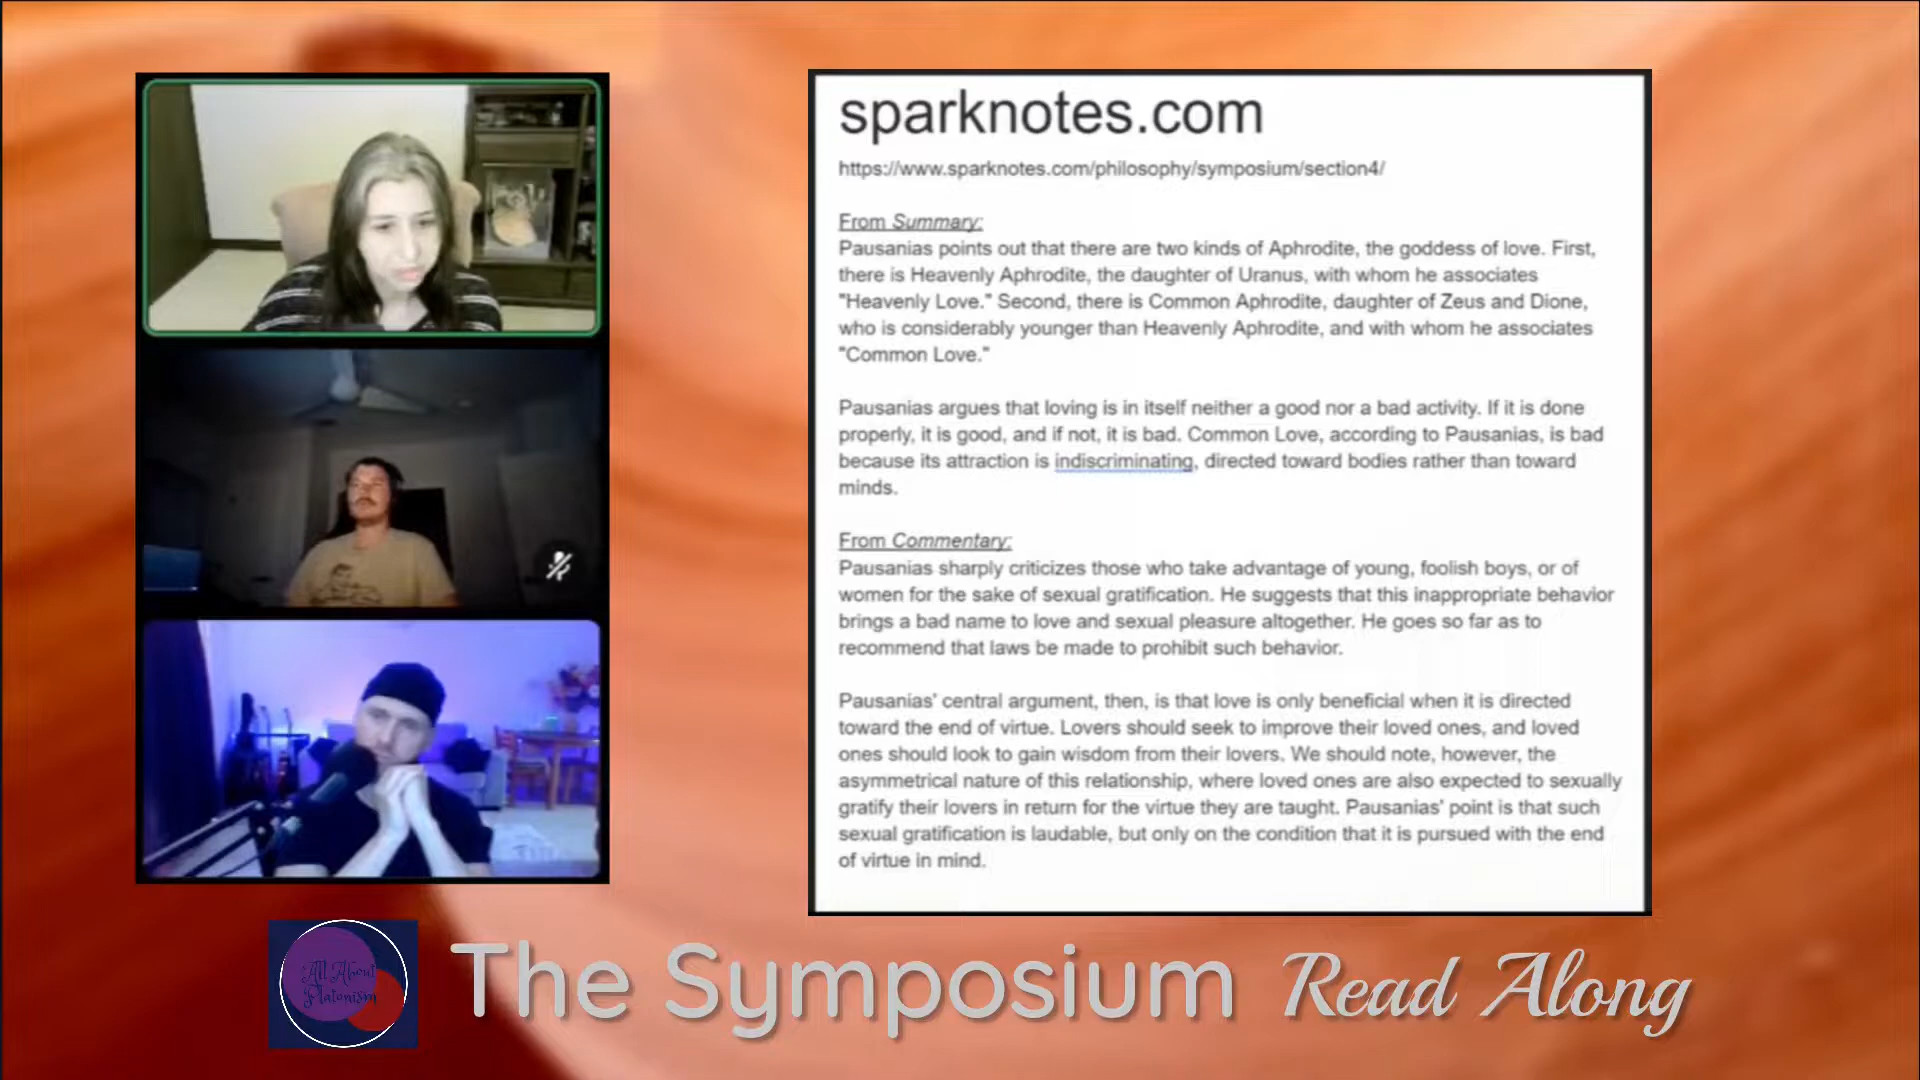 sparknotes.com
https://www.sparknotes.com/philosophy/symposium/section4/
From Summary:
Pausanias points out that there are two kinds of Aphrodite, the goddess of love. First,
there is Heavenly Aphrodite, the daughter of Uranus, with whom he associates
"Heavenly Love." Second, there is Common Aphrodite, daughter of Zeus and Dione,
who is considerably younger than Heavenly Aphrodite, and with whom he associates
"Common Love."
Pausanias argues that loving is in itself neither a good nor a bad activity. If it is done
properly, it is good, and if not, it is bad. Common Love, according to Pausanias, is bad
because its attraction is indiscriminating, directed toward bodies rather than toward
minds.
From Commentary:
Pausanias sharply criticizes those who take advantage of young, foolish boys, or of
women for the sake of sexual gratification. He suggests that this inappropriate behavior
brings a bad name to love and sexual pleasure altogether. He goes so far as to
recommend that laws be made to prohibit such behavior.
Pausanias' central argument, then, is that love is only beneficial when it is directed
toward the end of virtue. Lovers should seek to improve their loved ones, and loved
ones should look to gain wisdom from their lovers. We should note, however, the
asymmetrical nature of this relationship, where loved ones are also expected to sexually
gratify their lovers in return for the virtue they are taught. Pausanias' point is that such
sexual gratification is laudable, but only on the condition that it is pursued with the end
of virtue in mind.
All About
Platonism
The Symposium Read Along